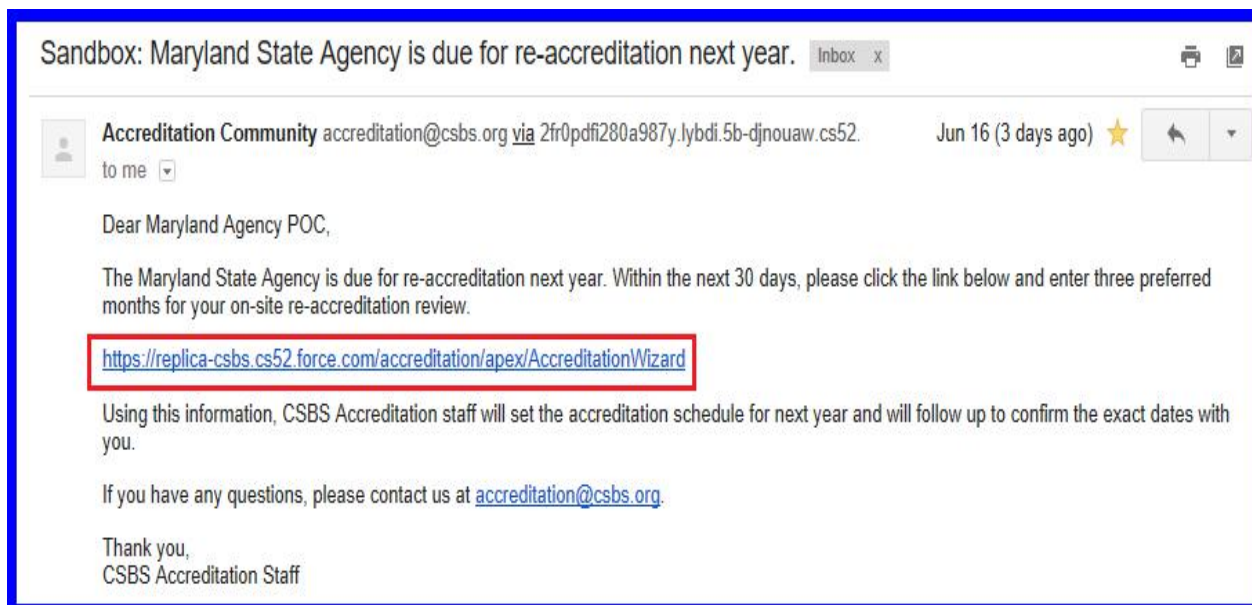 Sandbox: Maryland State Agency is due for re-accreditation next year. Inbox x
Accreditation Community accreditation@csbs.org via 2fr0pdfi280a987y.lybdi.5b-djnouaw.cs52. Jun 16 (3 days ago)
to me
Dear Maryland Agency POC,
The Maryland State Agency is due for re-accreditation next year. Within the next 30 days, please click the link below and enter three preferred
months for your on-site re-accreditation review.
https://replica-csbs.cs52.force.com/accreditation/apex/AccreditationWizard
Using this information, CSBS Accreditation staff will set the accreditation schedule for next year and will follow up to confirm the exact dates with
you.
If you have any questions, please contact us at accreditation@csbs.org.
Thank you,
CSBS Accreditation Staff